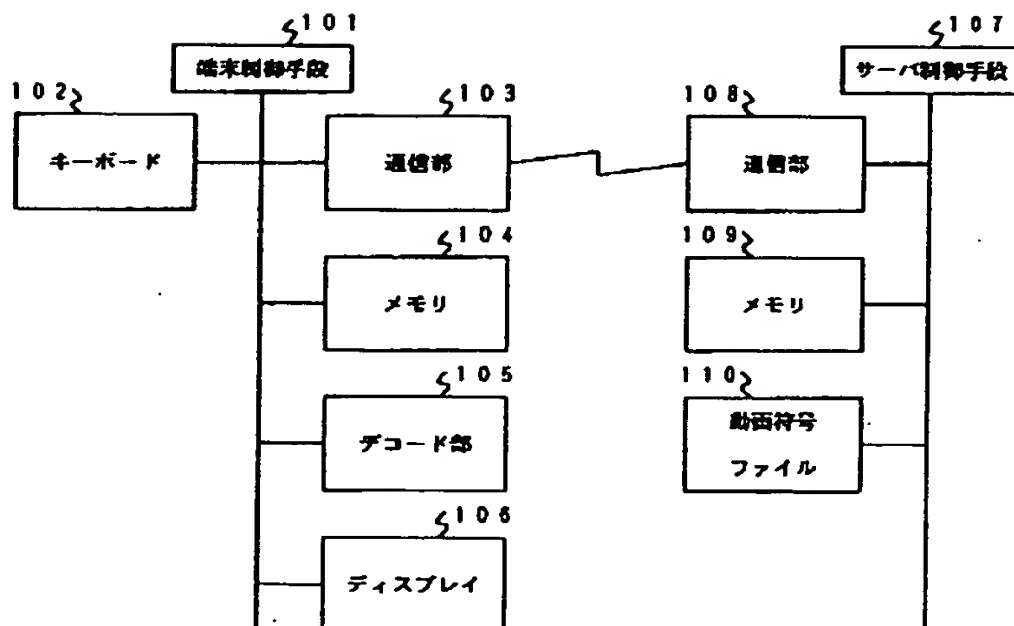 101
端末制御手段
102
キーボード
103
通信部
104
メモリ
105
デコード部
106
ディスプレイ
107
サーバ制御手段
108
通信部
109
メモリ
110
動画符号
ファイル